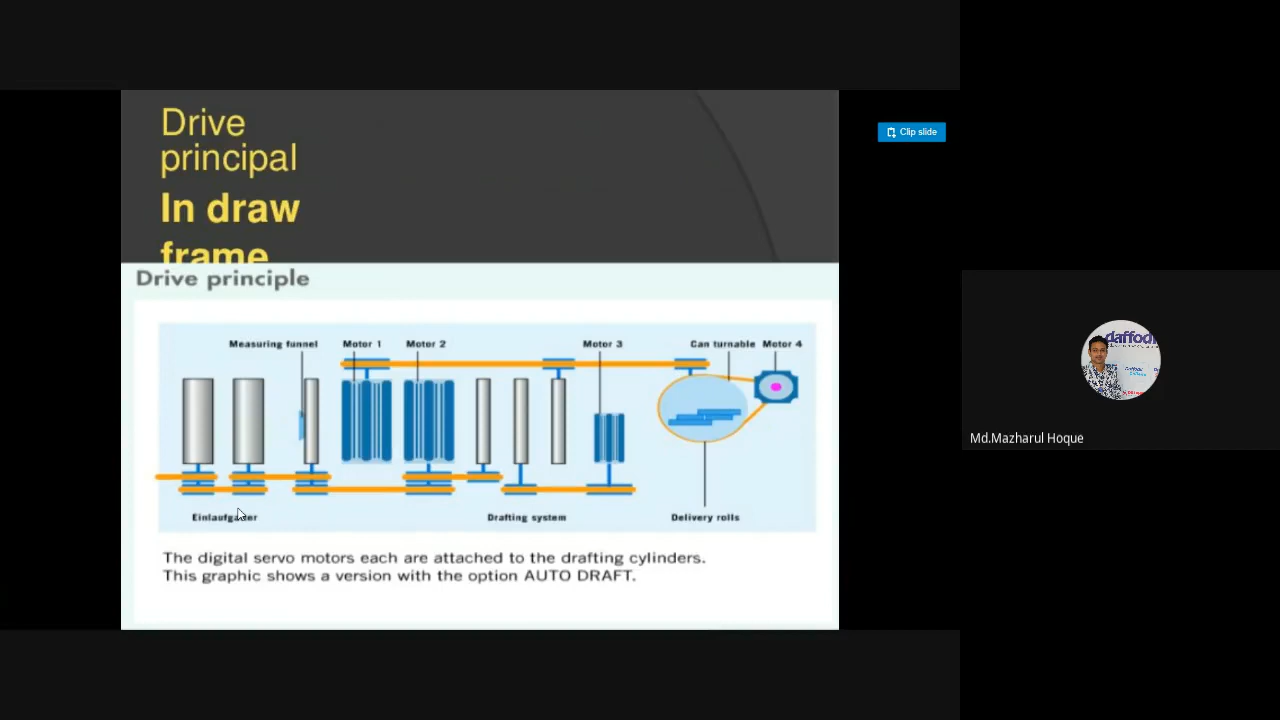 Drive
principal
In draw
frame
Clip slide
Drive principle
Measuring funnel Motor 1 Motor 2 Motor 3 Can turnable Motor 4
Drafting system Delivery rolls
The digital servo motors each are attached to the drafting cylinders.
This graphic shows a version with the option AUTO DRAFT.
daffodi
Md.Mazharul Hoque